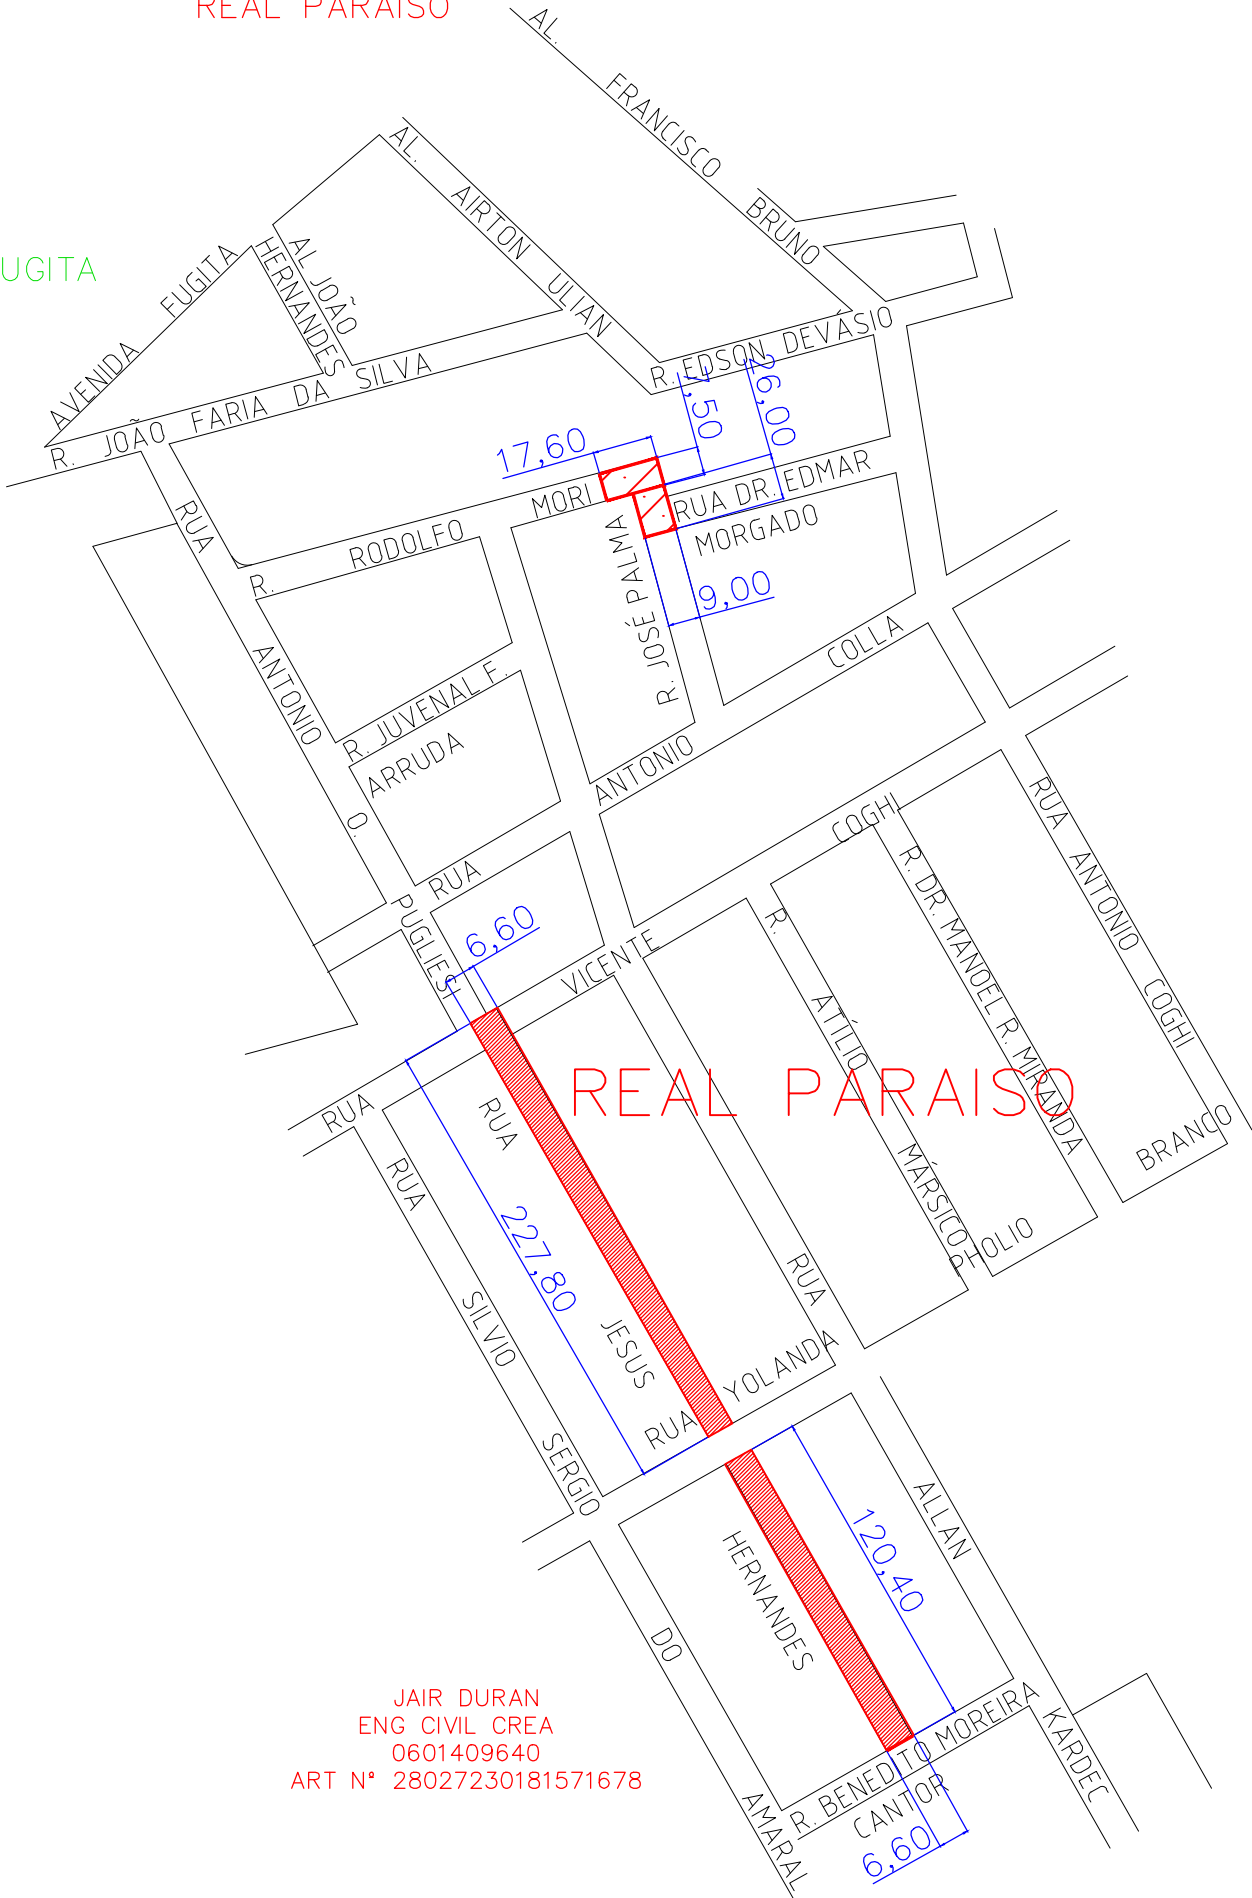 REAL PARAISO
AL. FRANCISCO BRUNO
AL. AIRTON ULIAN
UGITA
AVENIDA FUGITA
AL JOÃO
HERNANDES
R. JOÃO FARIA DA SILVA
R. EDSON DEVÁSIO
7,50
26,00
17,60
R. RODOLFO MORI
RUA DR. EDMAR
MORGADO
R. JOSÉ PALMA
9,00
RUA ANTONIO O. PUGLIESI
R. JUVENAL F.
ARRUDA
RUA ANTONIO COLLA
6,60
RUA VICENTE COGHI
R. DR. MANOEL R. MIRANDA
RUA ANTONIO COGHI
R. ATÍLIO MÁRSICO
REAL PARAISO
RUA JESUS HERNANDES
227,80
RUA SILVIO SERGIO DO AMARAL
RUA YOLANDA PHOLIO BRANCO
RUA ALLAN KARDEC
120,40
R. BENEDITO MOREIRA
CANTOR
6,60
JAIR DURAN
ENG CIVIL CREA
0601409640
ART Nº 28027230181571678